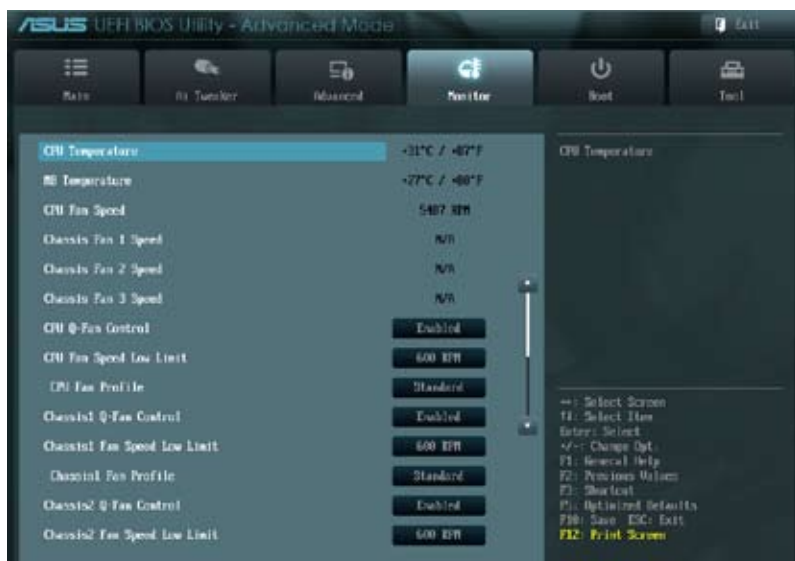 ASUS UEFI BIOS Utility - Advanced Mode
Exit
Main
Ai Tweaker
Advanced
Monitor
Boot
Tool
CPU Temperature +31°C / +87°F
MB Temperature +27°C / +80°F
CPU Fan Speed 5487 RPM
Chassis Fan 1 Speed N/A
Chassis Fan 2 Speed N/A
Chassis Fan 3 Speed N/A
CPU Q-Fan Control Enabled
CPU Fan Speed Low Limit 600 RPM
CPU Fan Profile Standard
Chassis1 Q-Fan Control Enabled
Chassis1 Fan Speed Low Limit 600 RPM
Chassis1 Fan Profile Standard
Chassis2 Q-Fan Control Enabled
Chassis2 Fan Speed Low Limit 600 RPM
CPU Temperature
→←: Select Screen
↑↓: Select Item
Enter: Select
+/-: Change Opt.
F1: General Help
F2: Previous Values
F3: Shortcut
F5: Optimized Defaults
F10: Save ESC: Exit
F12: Print Screen